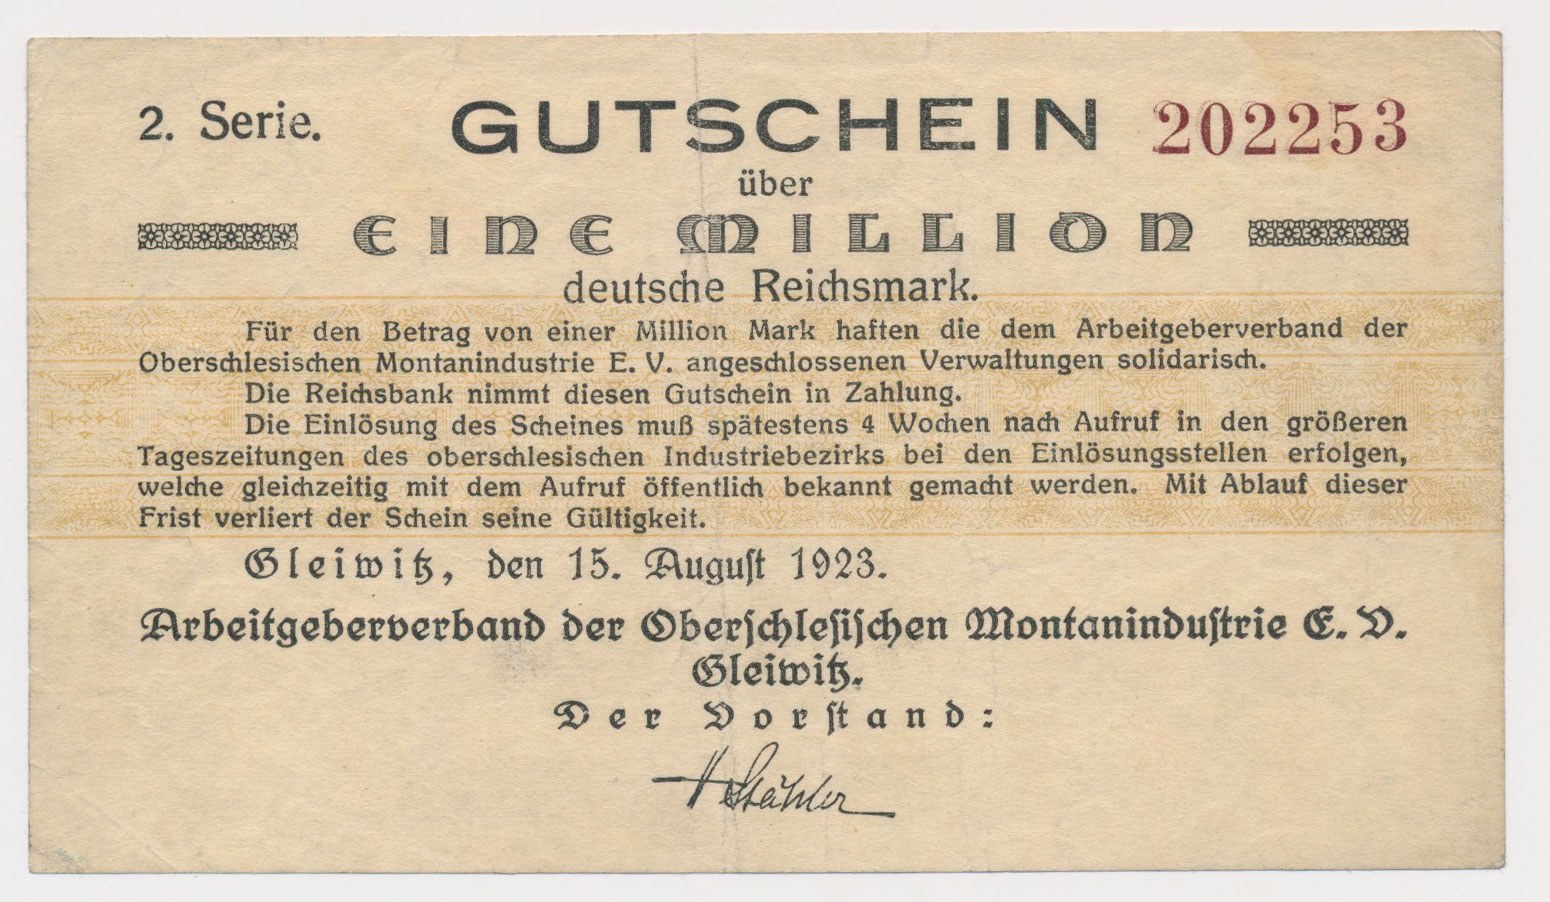 2. Serie. GUTSCHEIN 202253
über
EINE MILLION
deutsche Reichsmark.
Für den Betrag von einer Million Mark haften die dem Arbeitgeberverband der
Oberschlesischen Montanindustrie E. V. angeschlossenen Verwaltungen solidarisch.
Die Reichsbank nimmt diesen Gutschein in Zahlung.
Die Einlösung des Scheines muß spätestens 4 Wochen nach Aufruf in den größeren
Tageszeitungen des oberschlesischen Industriebezirks bei den Einlösungsstellen erfolgen,
welche gleichzeitig mit dem Aufruf öffentlich bekannt gemacht werden. Mit Ablauf dieser
Frist verliert der Schein seine Gültigkeit.
Gleiwitz, den 15. August 1923.
Arbeitgeberverband der Oberschlesischen Montanindustrie E. V.
Gleiwitz.
Der Vorstand:
H Stähler